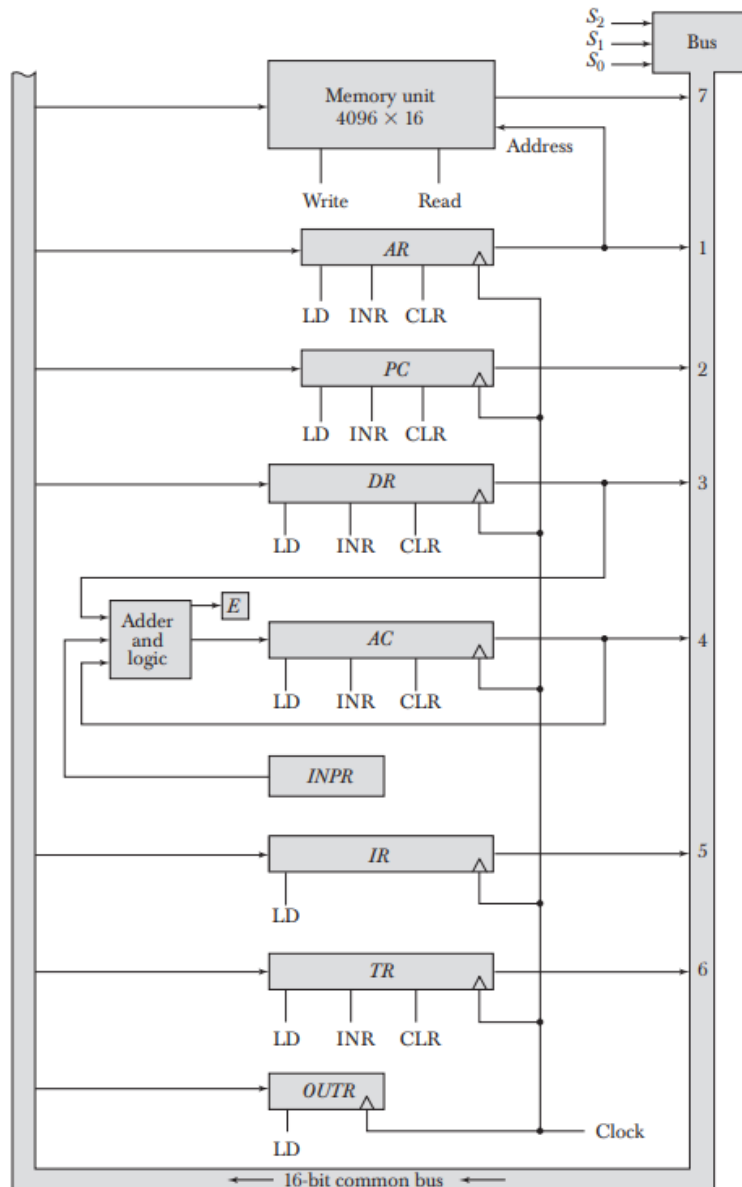 S2
S1
S0
Bus
Memory unit
4096 × 16
7
Address
Write Read
AR
1
LD INR CLR
PC
2
LD INR CLR
DR
3
LD INR CLR
Adder
and
logic
E
AC
4
LD INR CLR
INPR
IR
5
LD
TR
6
LD INR CLR
OUTR
Clock
LD
16-bit common bus